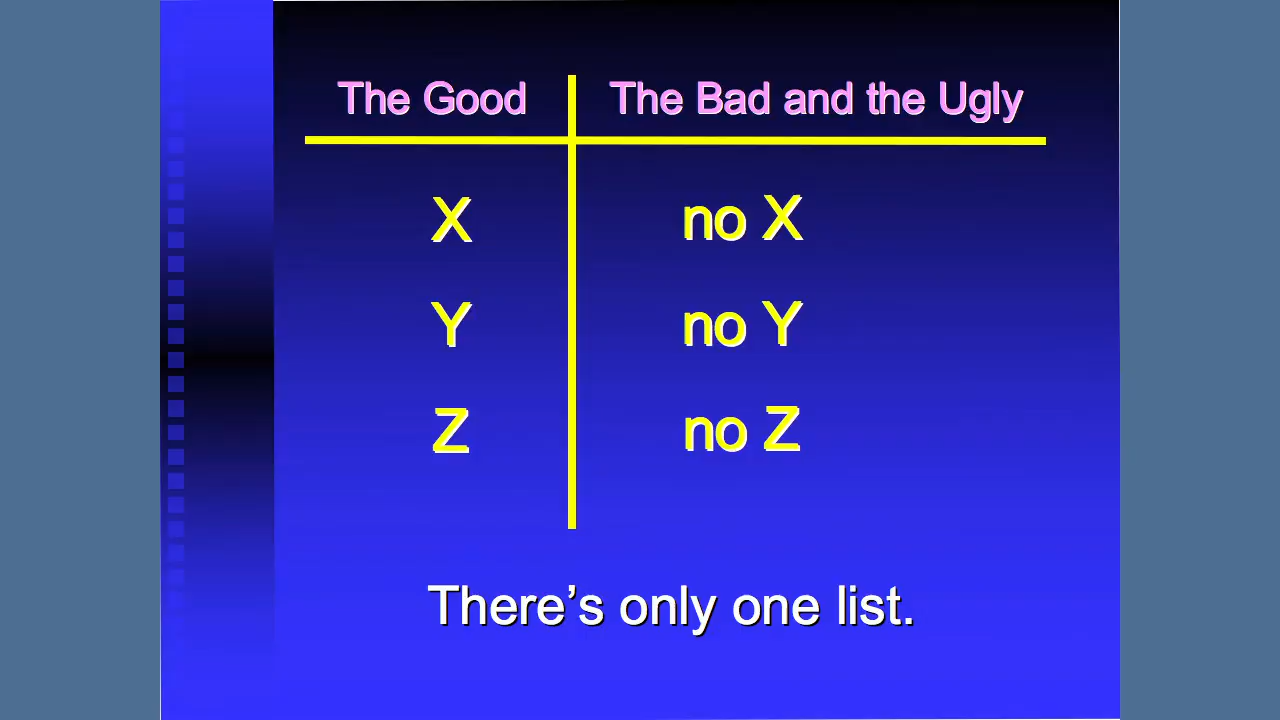 The Good The Bad and the Ugly
X no X
Y no Y
Z no Z
There's only one list.